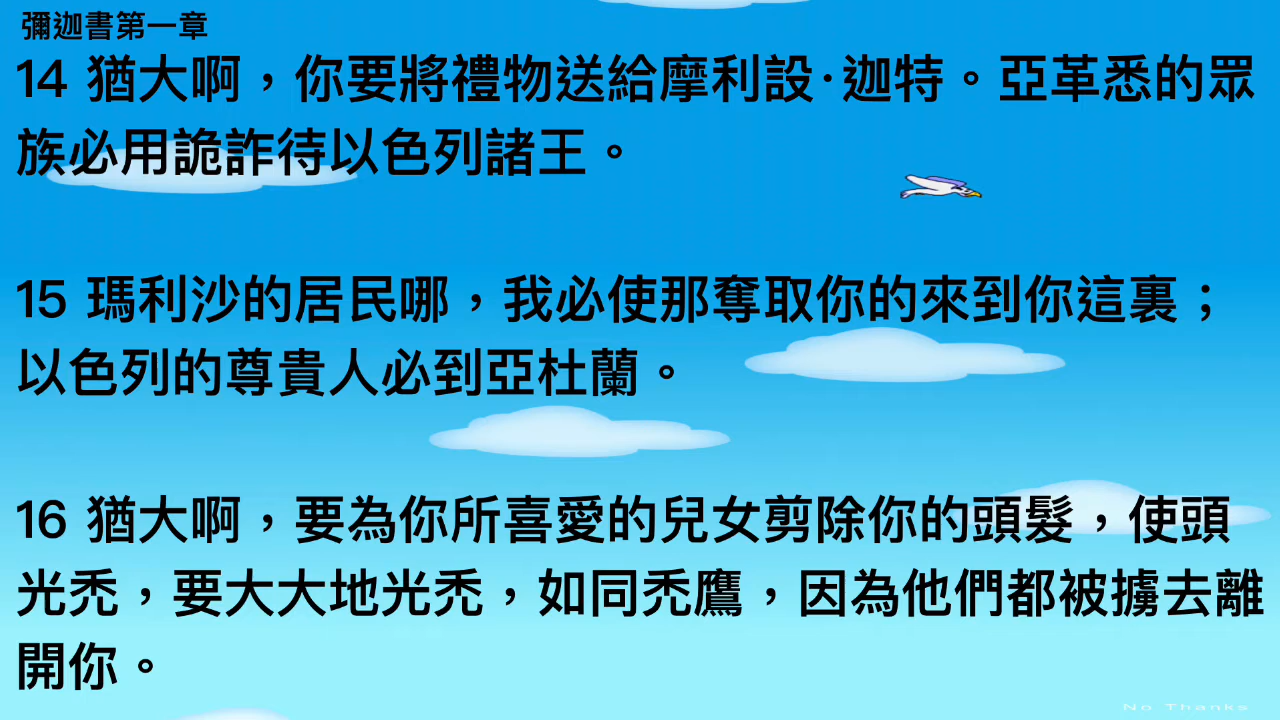 彌迦書第一章
14 猶大啊，你要將禮物送給摩利設·迦特。亞革悉的眾
族必用詭詐待以色列諸王。
15 瑪利沙的居民哪，我必使那奪取你的來到你這裏；
以色列的尊貴人必到亞杜蘭。
16 猶大啊，要為你所喜愛的兒女剪除你的頭髮，使頭
光禿，要大大地光禿，如同禿鷹，因為他們都被擄去離
開你。
No Thanks